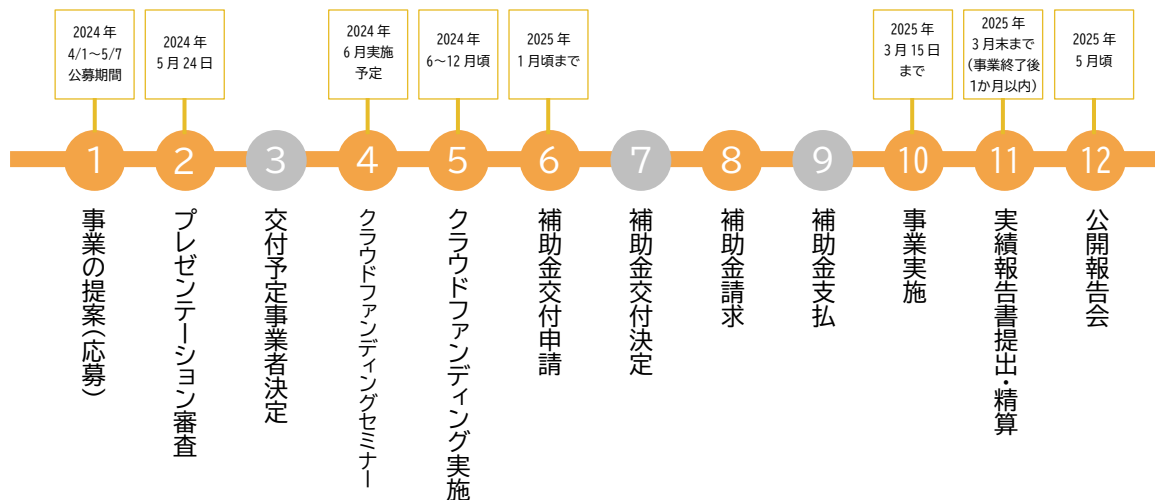 2024年
4/1～5/7
公募期間
2024年
5月24日
2024年
6月実施
予定
2024年
6～12月頃
2025年
1月頃まで
2025年
3月15日
まで
2025年
3月末まで
(事業終了後
1か月以内)
2025年
5月頃
1
2
3
4
5
6
7
8
9
10
11
12
事業の提案(応募)
プレゼンテーション審査
交付予定事業者決定
クラウドファンディングセミナー
クラウドファンディング実施
補助金交付申請
補助金交付決定
補助金請求
補助金支払
事業実施
実績報告書提出・精算
公開報告会